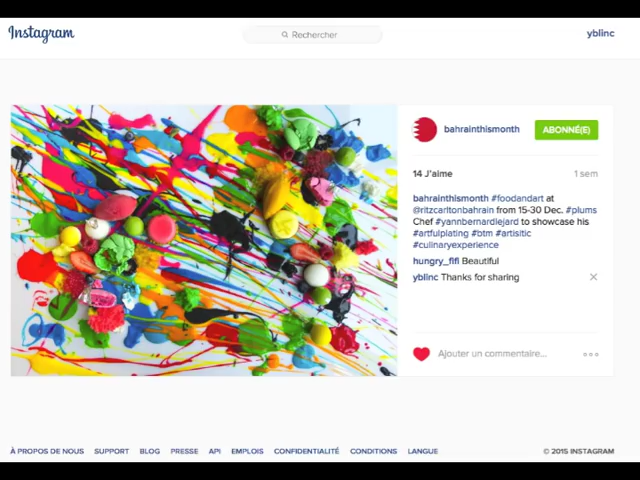 Instagram
Rechercher
yblinc
bahrainthismonth
ABONNÉ(E)
14 J'aime
1 sem
bahrainthismonth #foodandart at
@ritzcarltonbahrain from 15-30 Dec. #plums
Chef #yannbernardlejard to showcase his
#artfulplating #btm #artisitic
#culinaryexperience
hungry_fifi Beautiful
yblinc Thanks for sharing
Ajouter un commentaire...
À PROPOS DE NOUS SUPPORT BLOG PRESSE API EMPLOIS CONFIDENTIALITÉ CONDITIONS LANGUE
© 2015 INSTAGRAM